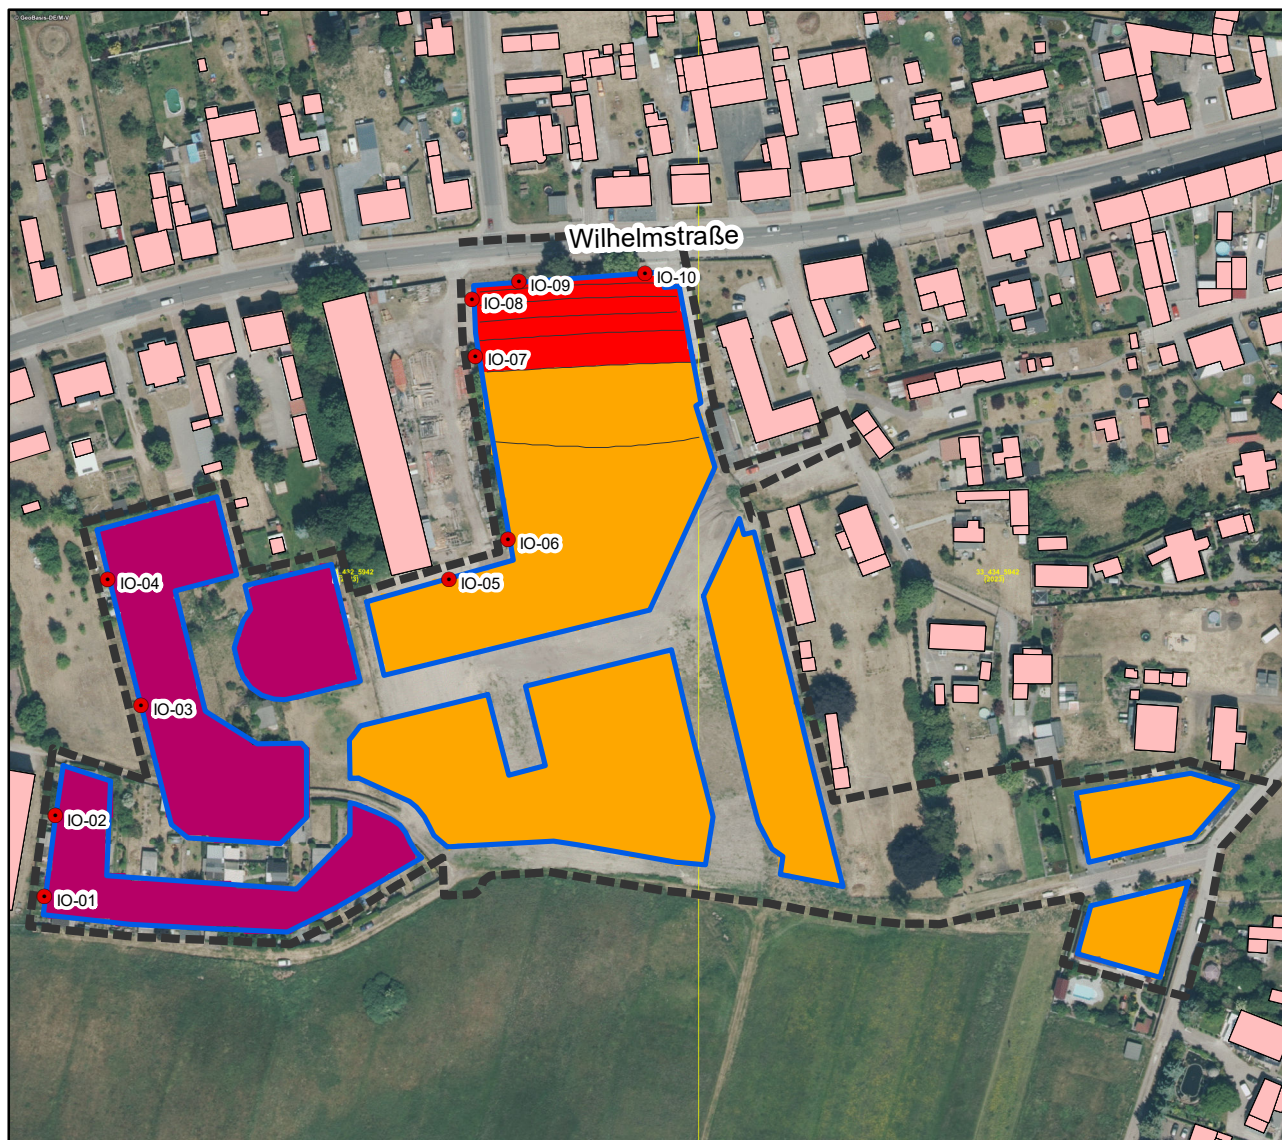 © GeoBasis-DE/M-V
Wilhelmstraße
IO-10
IO-09
IO-08
IO-07
IO-06
IO-05
IO-04
33_434_5942
(2023)
IO-03
IO-02
IO-01